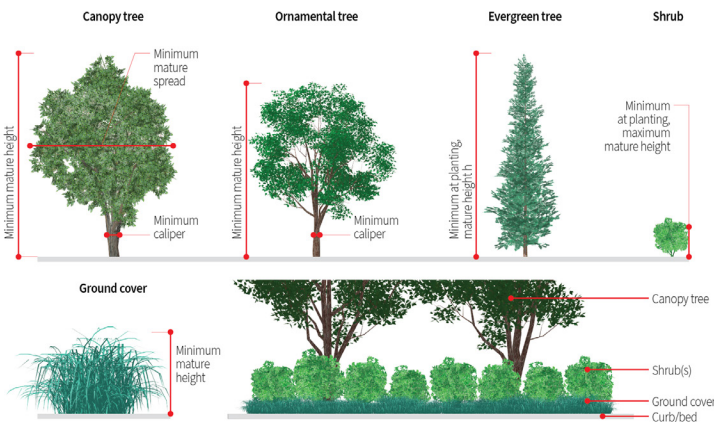 Canopy tree
Ornamental tree
Evergreen tree
Shrub
Minimum mature height
Minimum
mature
spread
Minimum
caliper
Minimum mature height
Minimum
caliper
Minimum at planting,
mature height h
Minimum
at planting,
maximum
mature height
Ground cover
Minimum
mature
height
Canopy tree
Shrub(s)
Ground cover
Curb/bed